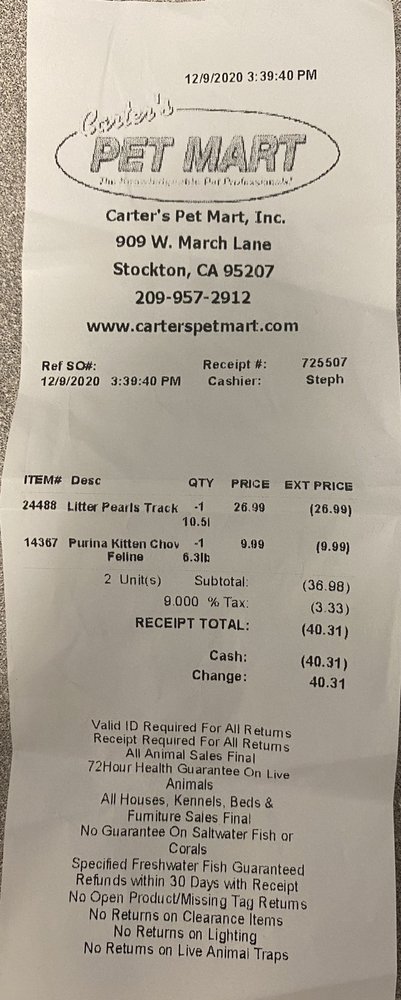 12/9/2020 3:39:40 PM
Carter's
PET MART
The Knowledgeable Pet Professionals!
Carter's Pet Mart, Inc.
909 W. March Lane
Stockton, CA 95207
209-957-2912
www.carterspetmart.com
Ref SO#: Receipt #: 725507
12/9/2020 3:39:40 PM Cashier: Steph
ITEM# Desc QTY PRICE EXT PRICE
24488 Litter Pearls Track -1 26.99 (26.99)
10.5l
14367 Purina Kitten Chov -1 9.99 (9.99)
Feline 6.3lb
2 Unit(s) Subtotal: (36.98)
9.000 % Tax: (3.33)
RECEIPT TOTAL: (40.31)
Cash: (40.31)
Change: 40.31
Valid ID Required For All Returns
Receipt Required For All Returns
All Animal Sales Final
72Hour Health Guarantee On Live
Animals
All Houses, Kennels, Beds &
Furniture Sales Final
No Guarantee On Saltwater Fish or
Corals
Specified Freshwater Fish Guaranteed
Refunds within 30 Days with Receipt
No Open Product/Missing Tag Returns
No Returns on Clearance Items
No Returns on Lighting
No Returns on Live Animal Traps